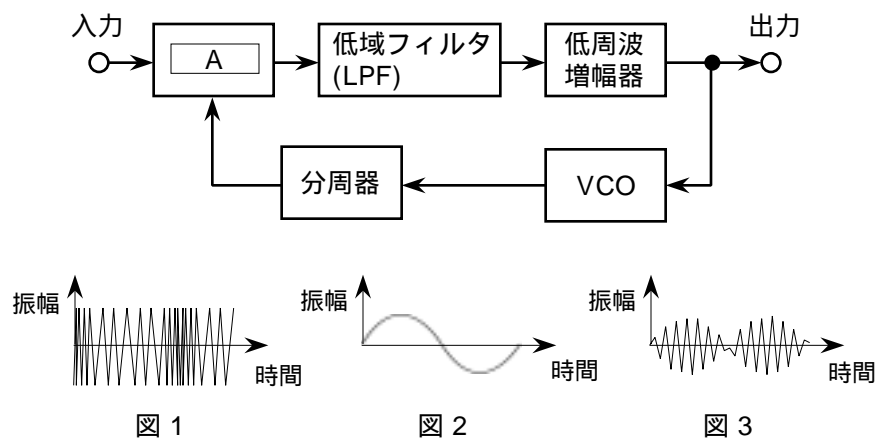 入力
出力
A
低域フィルタ
(LPF)
低周波
増幅器
分周器
VCO
振幅
時間
図 1
振幅
時間
図 2
振幅
時間
図 3